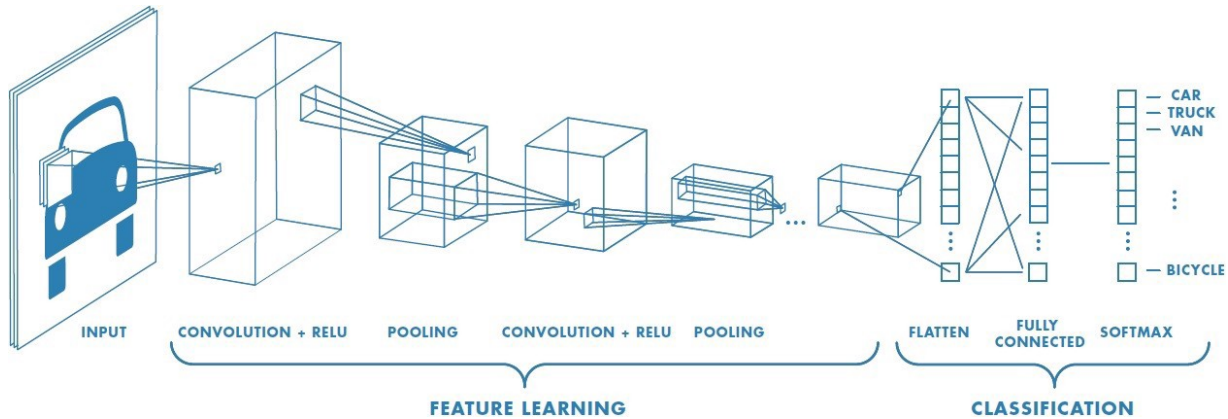 CAR
TRUCK
VAN
BICYCLE
INPUT
CONVOLUTION + RELU
POOLING
CONVOLUTION + RELU
POOLING
FLATTEN
FULLY
CONNECTED
SOFTMAX
FEATURE LEARNING
CLASSIFICATION